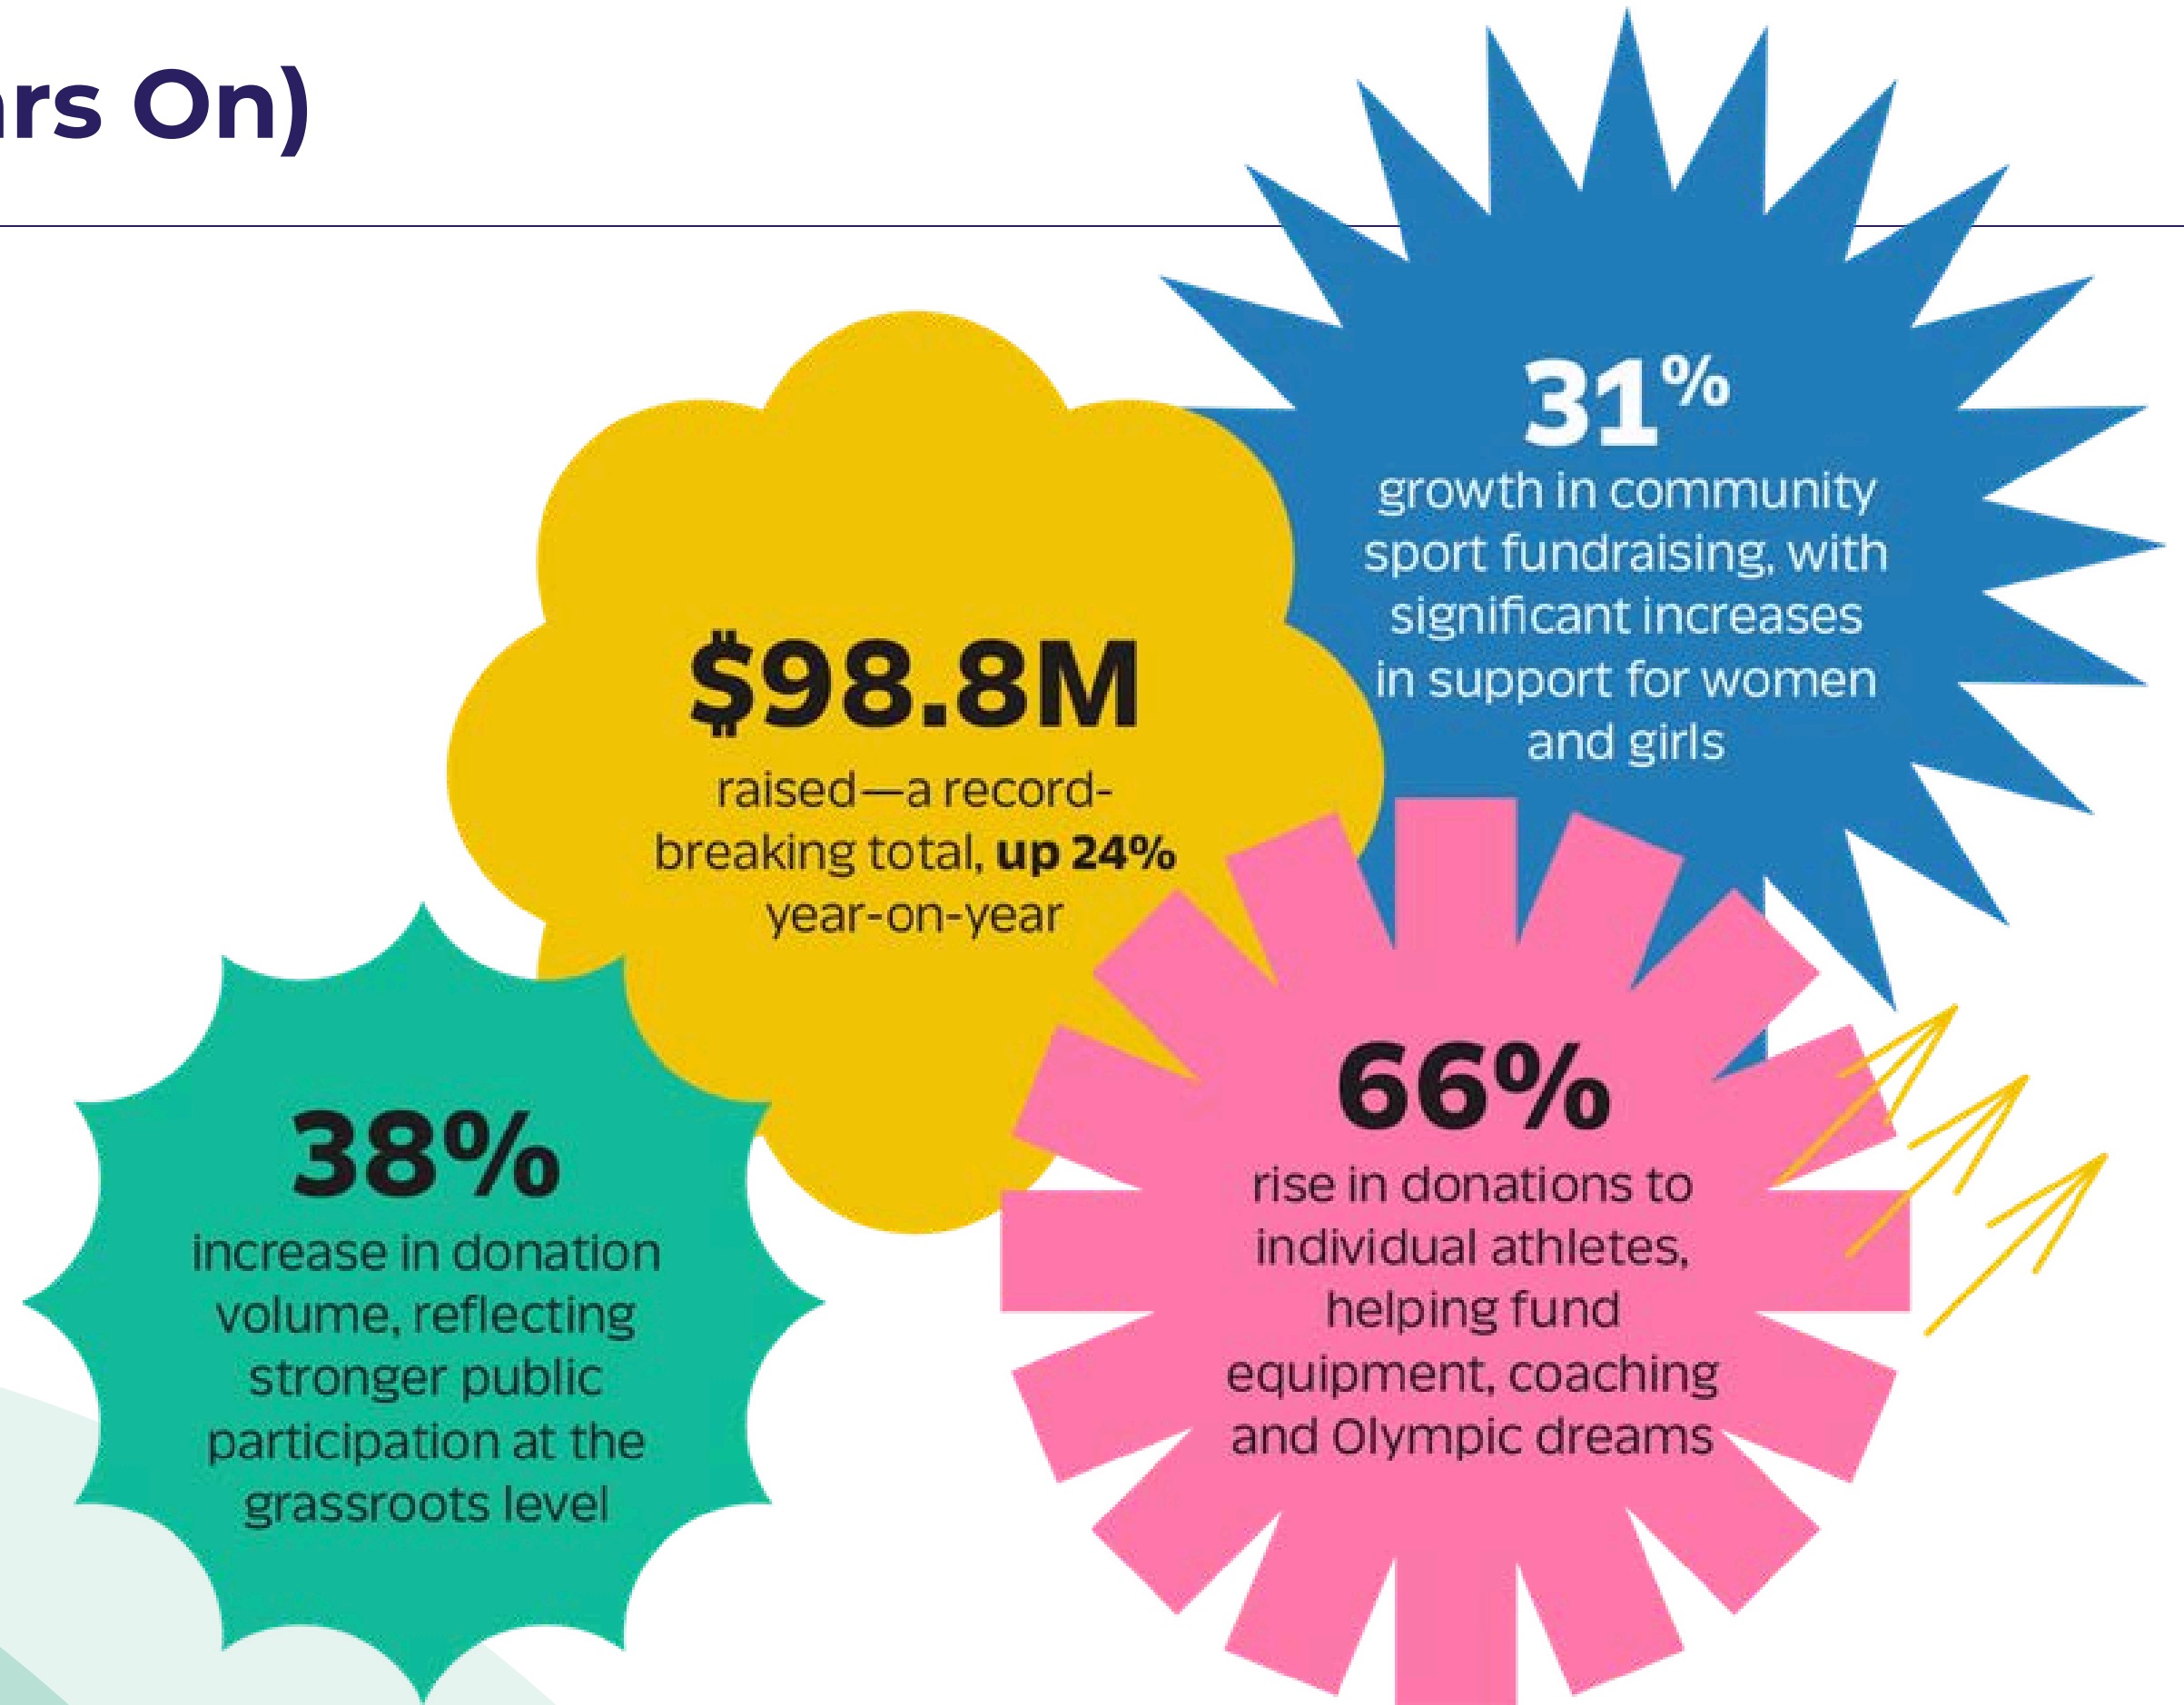 rs On)
31%
growth in community
sport fundraising, with
significant increases
in support for women
and girls
$98.8M
raised—a record-
breaking total, up 24%
year-on-year
38%
increase in donation
volume, reflecting
stronger public
participation at the
grassroots level
66%
rise in donations to
individual athletes,
helping fund
equipment, coaching
and Olympic dreams